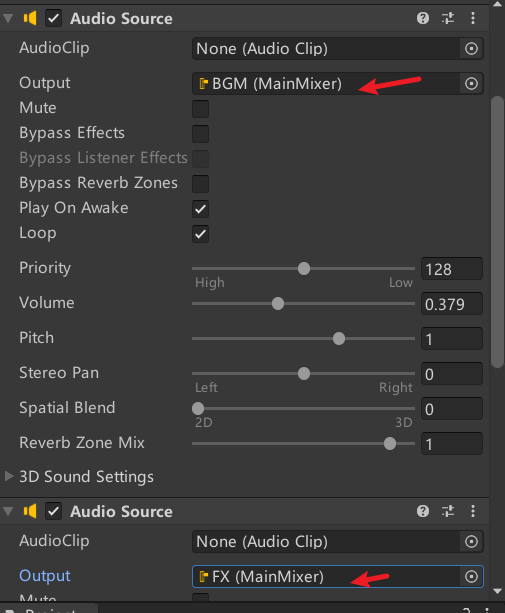 Audio Source
AudioClip None (Audio Clip)
Output BGM (MainMixer)
Mute
Bypass Effects
Bypass Listener Effects
Bypass Reverb Zones
Play On Awake
Loop
Priority 128
High Low
Volume 0.379
Pitch 1
Stereo Pan 0
Left Right
Spatial Blend 0
2D 3D
Reverb Zone Mix 1
3D Sound Settings
Audio Source
AudioClip None (Audio Clip)
Output FX (MainMixer)
Mute
Project